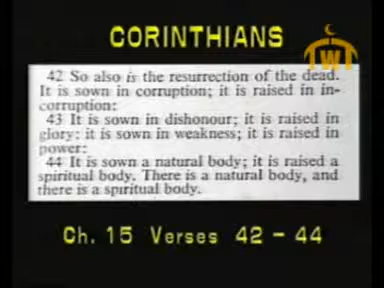 CORINTHIANS
42 So also is the resurrection of the dead.
It is sown in corruption; it is raised in in-
corruption:
43 It is sown in dishonour; it is raised in
glory: it is sown in weakness; it is raised in
power:
44 It is sown a natural body; it is raised a
spiritual body. There is a natural body, and
there is a spiritual body.
Ch. 15 Verses 42 - 44